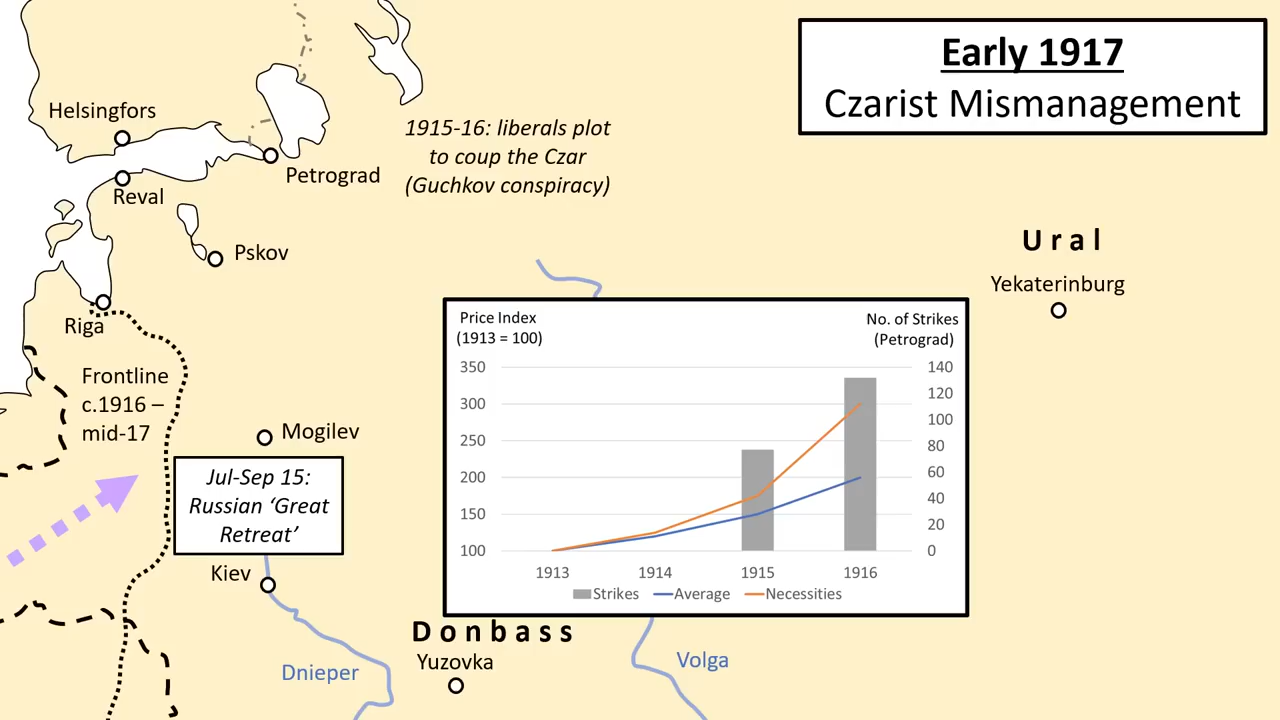 Early 1917
Czarist Mismanagement
Helsingfors
Reval
Petrograd
1915-16: liberals plot
to coup the Czar
(Guchkov conspiracy)
Pskov
Ural
Yekaterinburg
Riga
Frontline
c.1916 –
mid-17
Mogilev
Jul-Sep 15:
Russian ‘Great
Retreat’
Kiev
Dnieper
Donbass
Yuzovka
Volga
Price Index
(1913 = 100)
No. of Strikes
(Petrograd)
350
300
250
200
150
100
140
120
100
80
60
40
20
0
1913 1914 1915 1916
Strikes Average Necessities